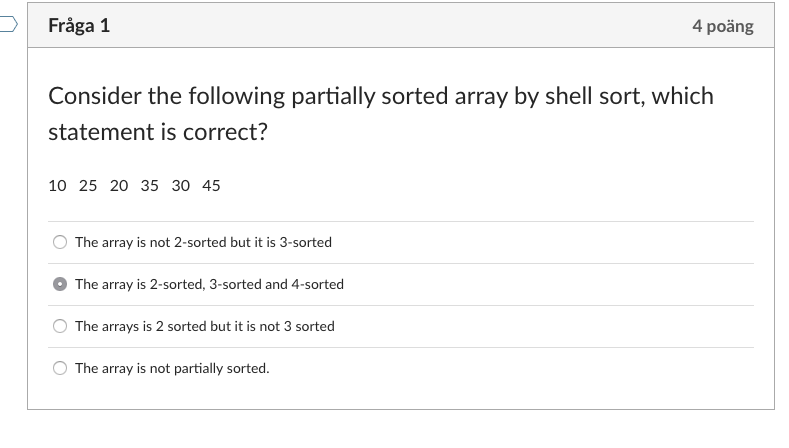 Fråga 1
4 poäng
Consider the following partially sorted array by shell sort, which
statement is correct?
10 25 20 35 30 45
The array is not 2-sorted but it is 3-sorted
The array is 2-sorted, 3-sorted and 4-sorted
The arrays is 2 sorted but it is not 3 sorted
The array is not partially sorted.